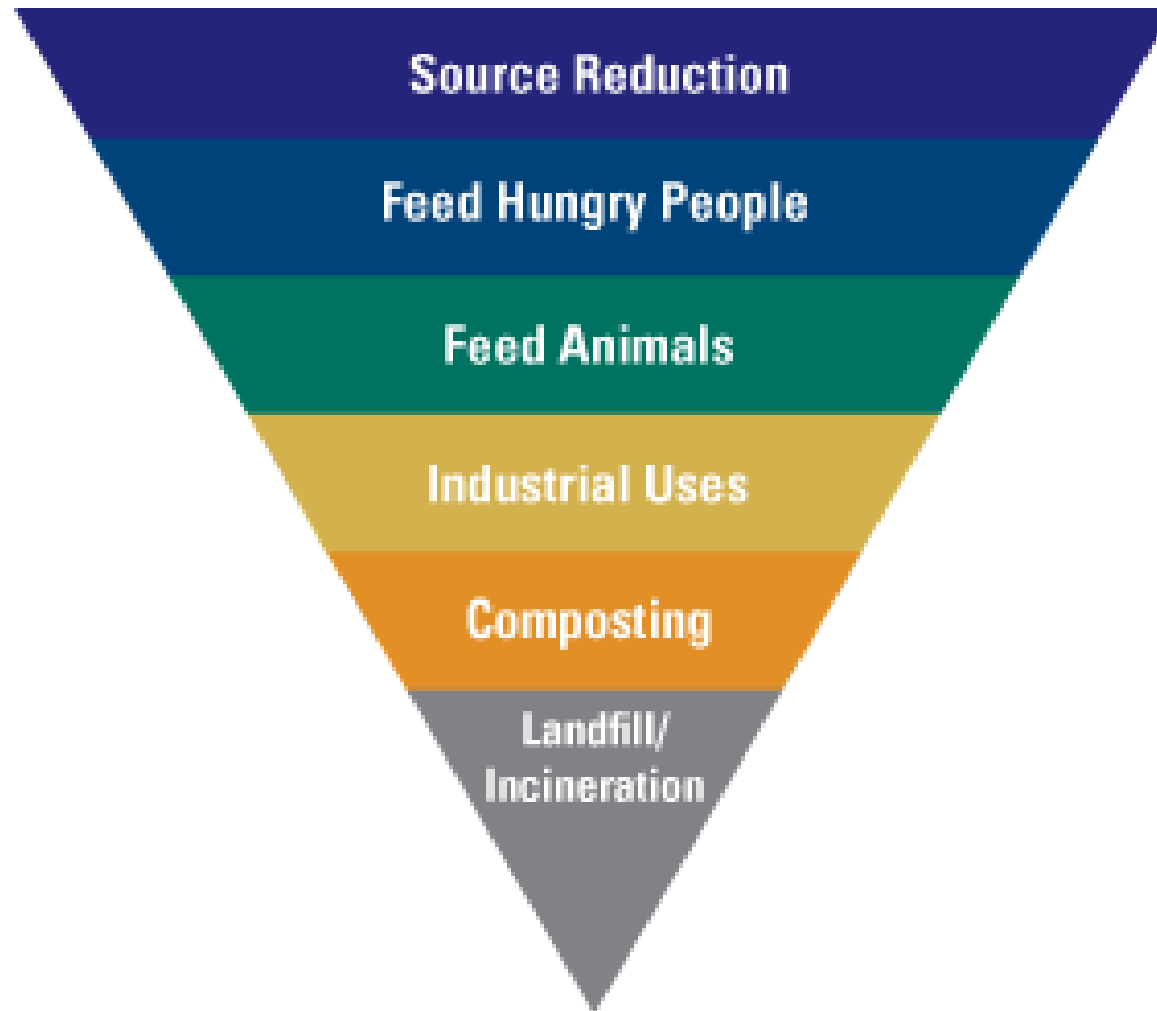 Source Reduction
Feed Hungry People
Feed Animals
Industrial Uses
Composting
Landfill/
Incineration